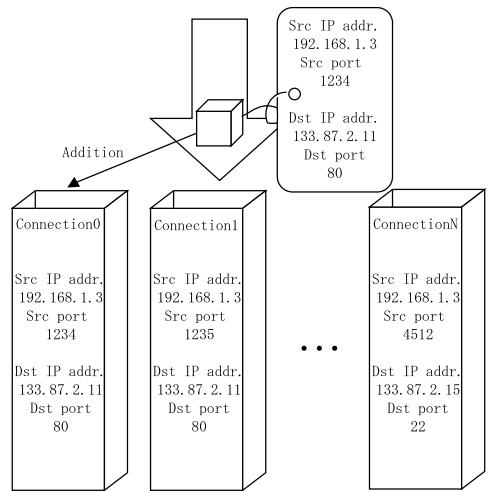 Src IP addr.
192.168.1.3
Src port
1234
Dst IP addr.
133.87.2.11
Dst port
80
Addition
Connection0
Src IP addr.
192.168.1.3
Src port
1234
Dst IP addr.
133.87.2.11
Dst port
80
Connection1
Src IP addr.
192.168.1.3
Src port
1235
Dst IP addr.
133.87.2.11
Dst port
80
...
ConnectionN
Src IP addr.
192.168.1.3
Src port
4512
Dst IP addr.
133.87.2.15
Dst port
22